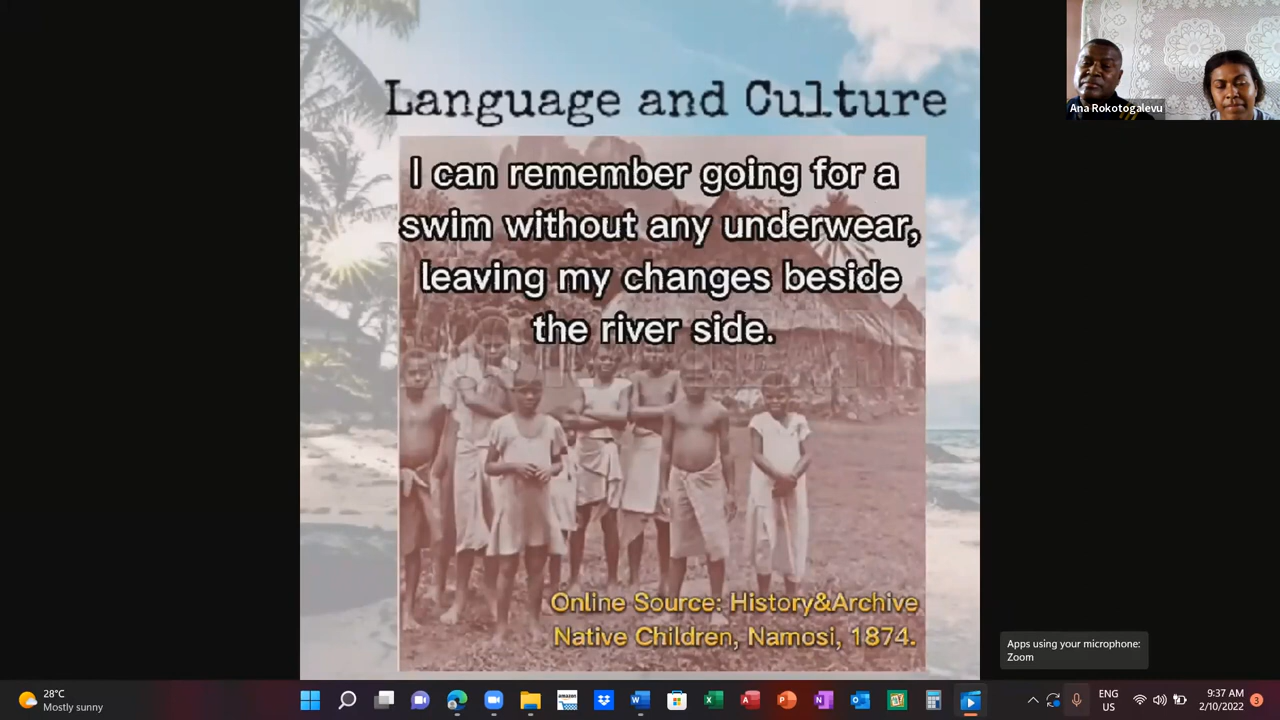 Language and Culture
I can remember going for a
swim without any underwear,
leaving my changes beside
the river side.
Online Source: History&Archive
Native Children, Namosi, 1874.
Ana Rokotogalevu
Apps using your microphone:
Zoom
28°C
Mostly sunny
amazon
ENG
US
9:37 AM
2/10/2022
3